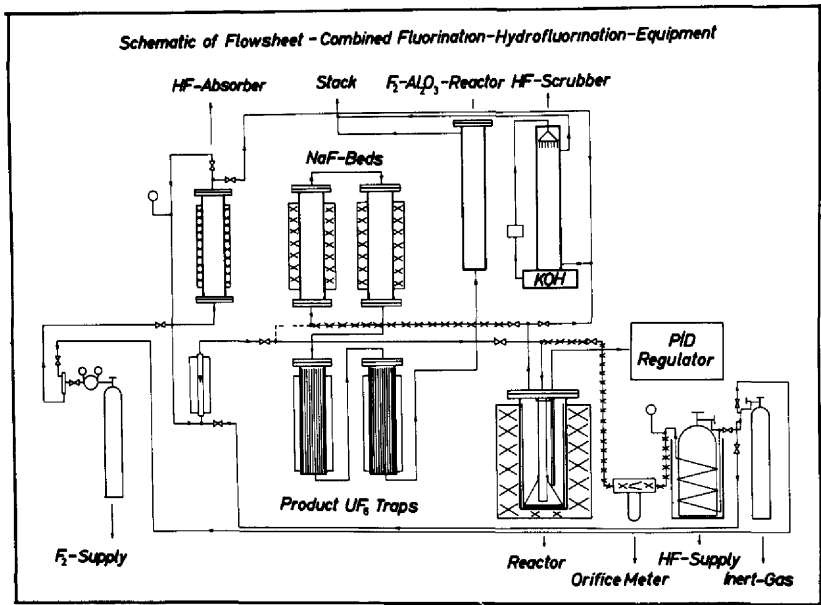 Schematic of Flowsheet - Combined Fluorination-Hydrofluorination-Equipment
HF-Absorber
Stack
F₂-Al₂O₃-Reactor
HF-Scrubber
NaF-Beds
KOH
PID
Regulator
Product UF₆ Traps
F₂-Supply
Reactor
Orifice Meter
HF-Supply
Inert-Gas